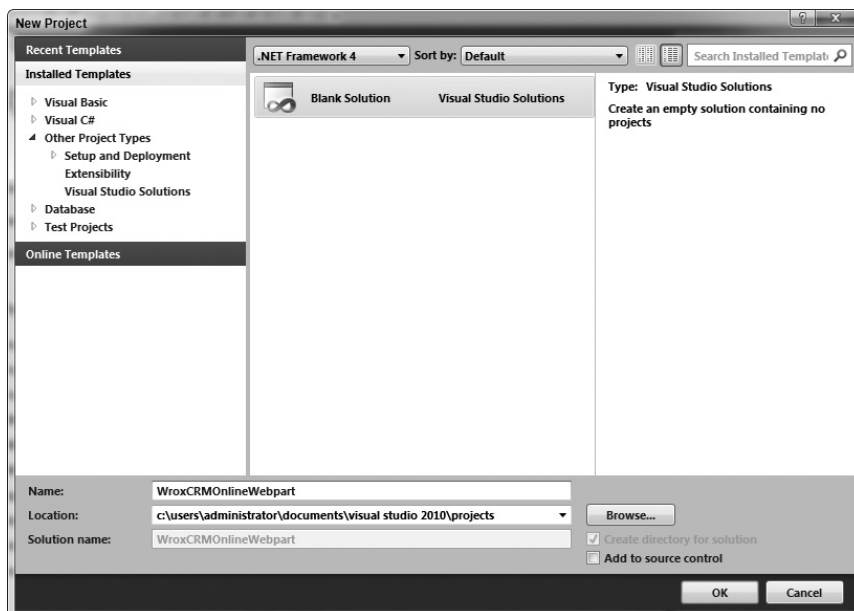 New Project
Recent Templates
Installed Templates
Visual Basic
Visual C#
Other Project Types
Setup and Deployment
Extensibility
Visual Studio Solutions
Database
Test Projects
Online Templates
.NET Framework 4
Sort by: Default
Search Installed Templat
Blank Solution Visual Studio Solutions
Type: Visual Studio Solutions
Create an empty solution containing no
projects
Name: WroxCRMOnlineWebpart
Location: c:\users\administrator\documents\visual studio 2010\projects
Browse...
Solution name: WroxCRMOnlineWebpart
Create directory for solution
Add to source control
OK
Cancel